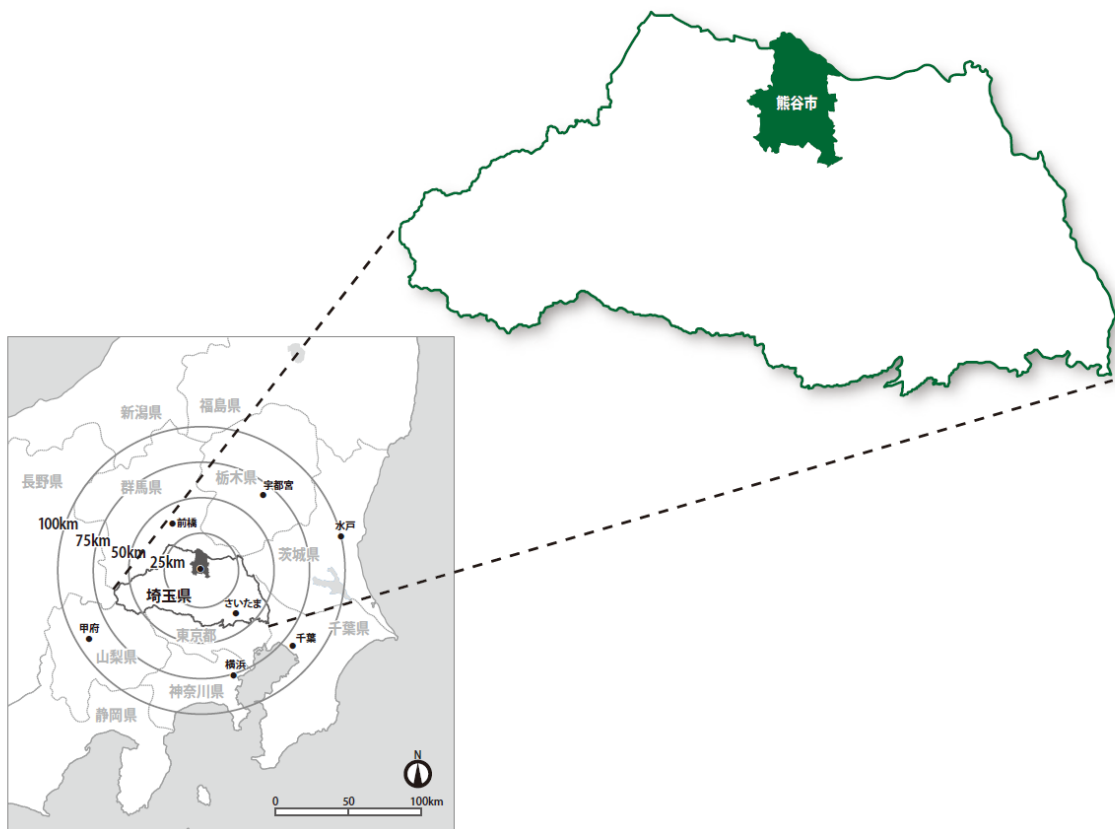 熊谷市
新潟県
福島県
長野県
群馬県
栃木県
宇都宮
100km
前橋
水戸
75km
50km
25km
茨城県
埼玉県
さいたま
甲府
東京都
千葉県
山梨県
千葉
横浜
神奈川県
静岡県
N
0 50 100km